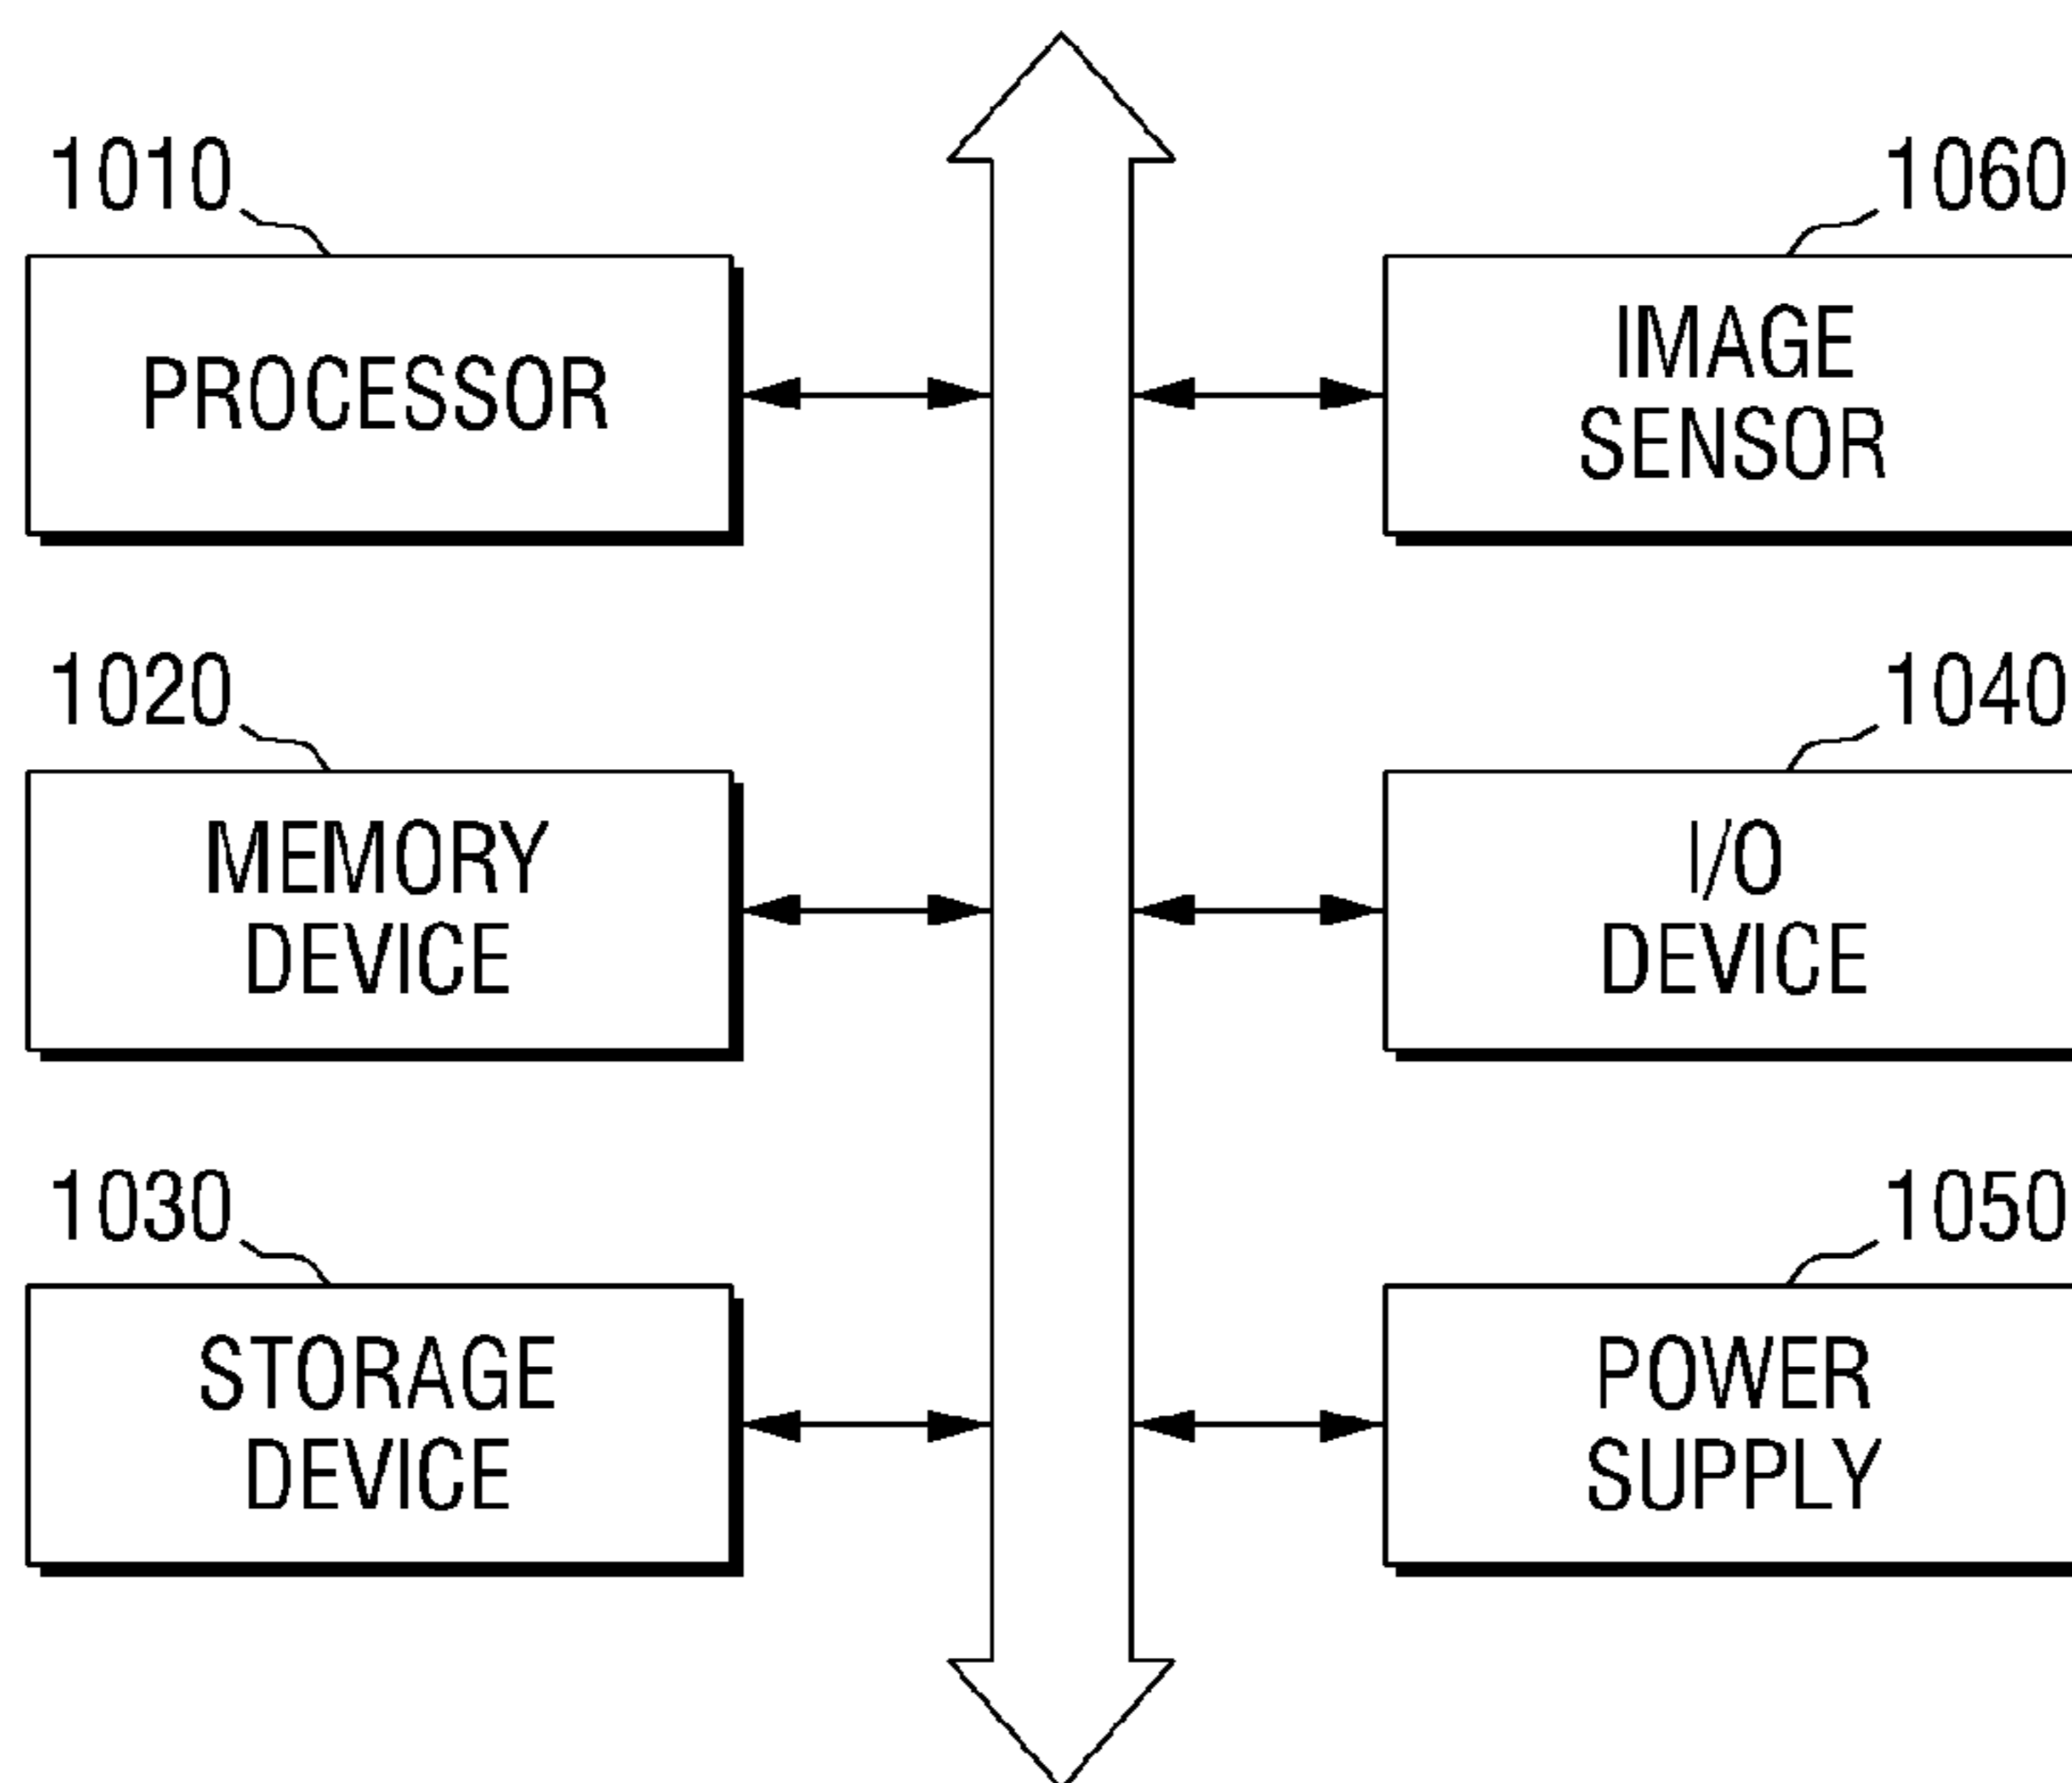 1010
PROCESSOR
1060
IMAGE
SENSOR
1020
MEMORY
DEVICE
1040
I/O
DEVICE
1030
STORAGE
DEVICE
1050
POWER
SUPPLY